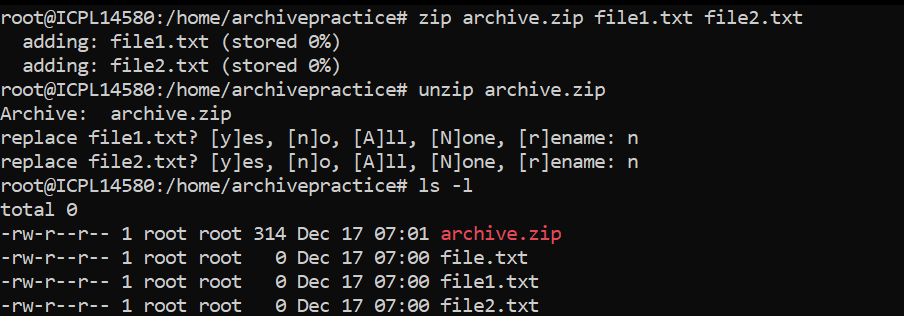 root@ICPL14580:/home/archivepractice# zip archive.zip file1.txt file2.txt
  adding: file1.txt (stored 0%)
  adding: file2.txt (stored 0%)
root@ICPL14580:/home/archivepractice# unzip archive.zip
Archive:  archive.zip
replace file1.txt? [y]es, [n]o, [A]ll, [N]one, [r]ename: n
replace file2.txt? [y]es, [n]o, [A]ll, [N]one, [r]ename: n
root@ICPL14580:/home/archivepractice# ls -l
total 0
-rw-r--r-- 1 root root 314 Dec 17 07:01 archive.zip
-rw-r--r-- 1 root root   0 Dec 17 07:00 file.txt
-rw-r--r-- 1 root root   0 Dec 17 07:00 file1.txt
-rw-r--r-- 1 root root   0 Dec 17 07:00 file2.txt